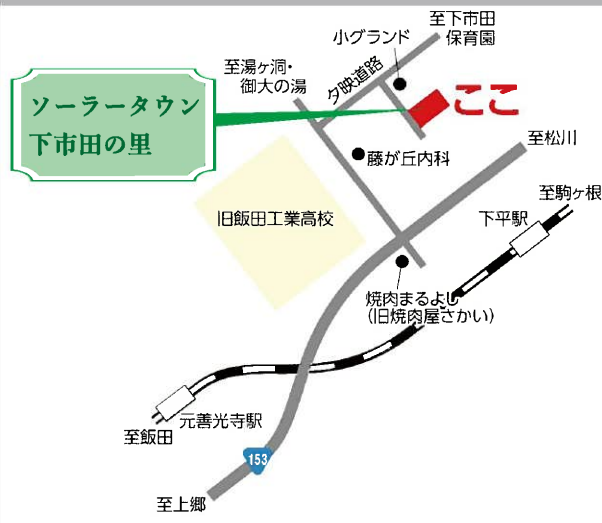 至下市田
保育園
小グランド
至湯ヶ洞・
御大の湯
夕映道路
ソーラータウン
下市田の里
ここ
至松川
藤が丘内科
至駒ヶ根
下平駅
旧飯田工業高校
焼肉まるよし
（旧焼肉屋さかい）
元善光寺駅
至飯田
153
至上郷